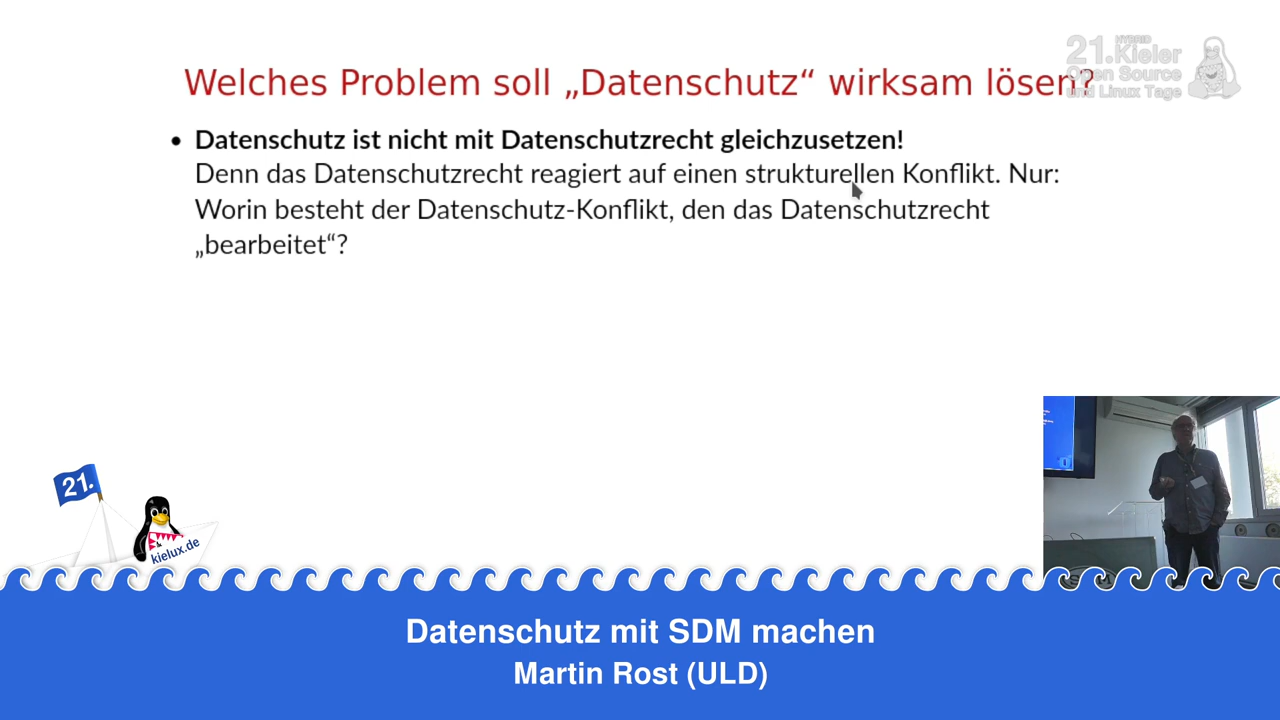 Welches Problem soll „Datenschutz“ wirksam lösen?
HYBRID
21.Kieler
Open Source
und Linux Tage
• Datenschutz ist nicht mit Datenschutzrecht gleichzusetzen!
Denn das Datenschutzrecht reagiert auf einen strukturellen Konflikt. Nur:
Worin besteht der Datenschutz-Konflikt, den das Datenschutzrecht
„bearbeitet“?
21.
kielux.de
Datenschutz mit SDM machen
Martin Rost (ULD)